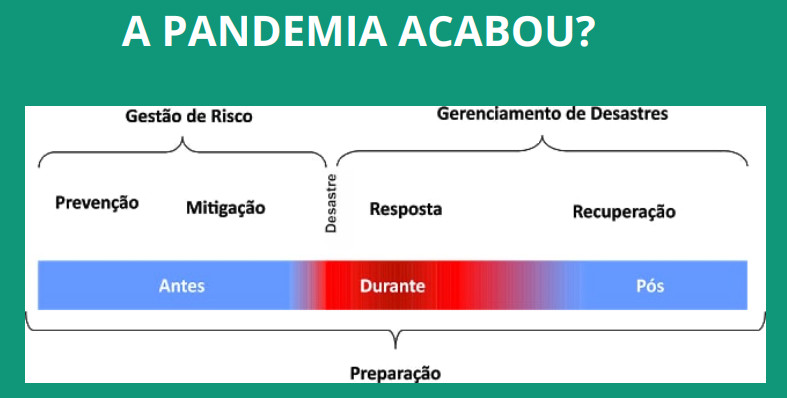 A PANDEMIA ACABOU?
Gestão de Risco
Gerenciamento de Desastres
Prevenção
Mitigação
Desastre
Resposta
Recuperação
Antes
Durante
Pós
Preparação